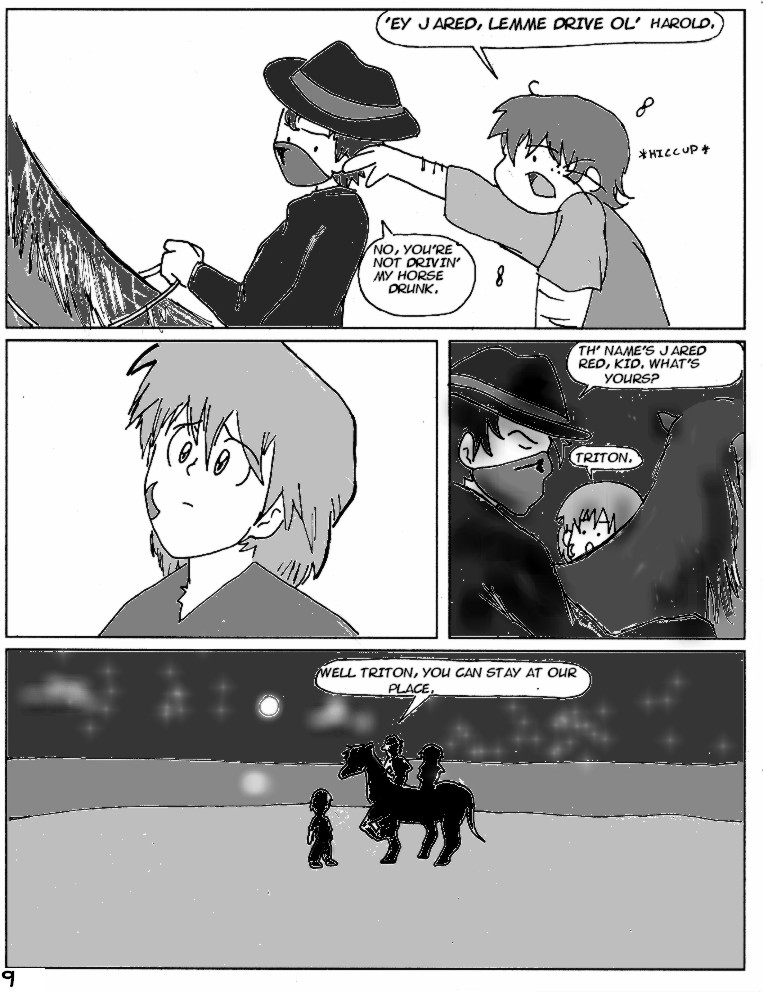 'EY JARED, LEMME DRIVE OL' HAROLD.
*HICCUP*
NO, YOU'RE
NOT DRIVIN'
MY HORSE
DRUNK.
TH' NAME'S JARED
RED, KID. WHAT'S
YOURS?
TRITON.
WELL TRITON, YOU CAN STAY AT OUR
PLACE.
9